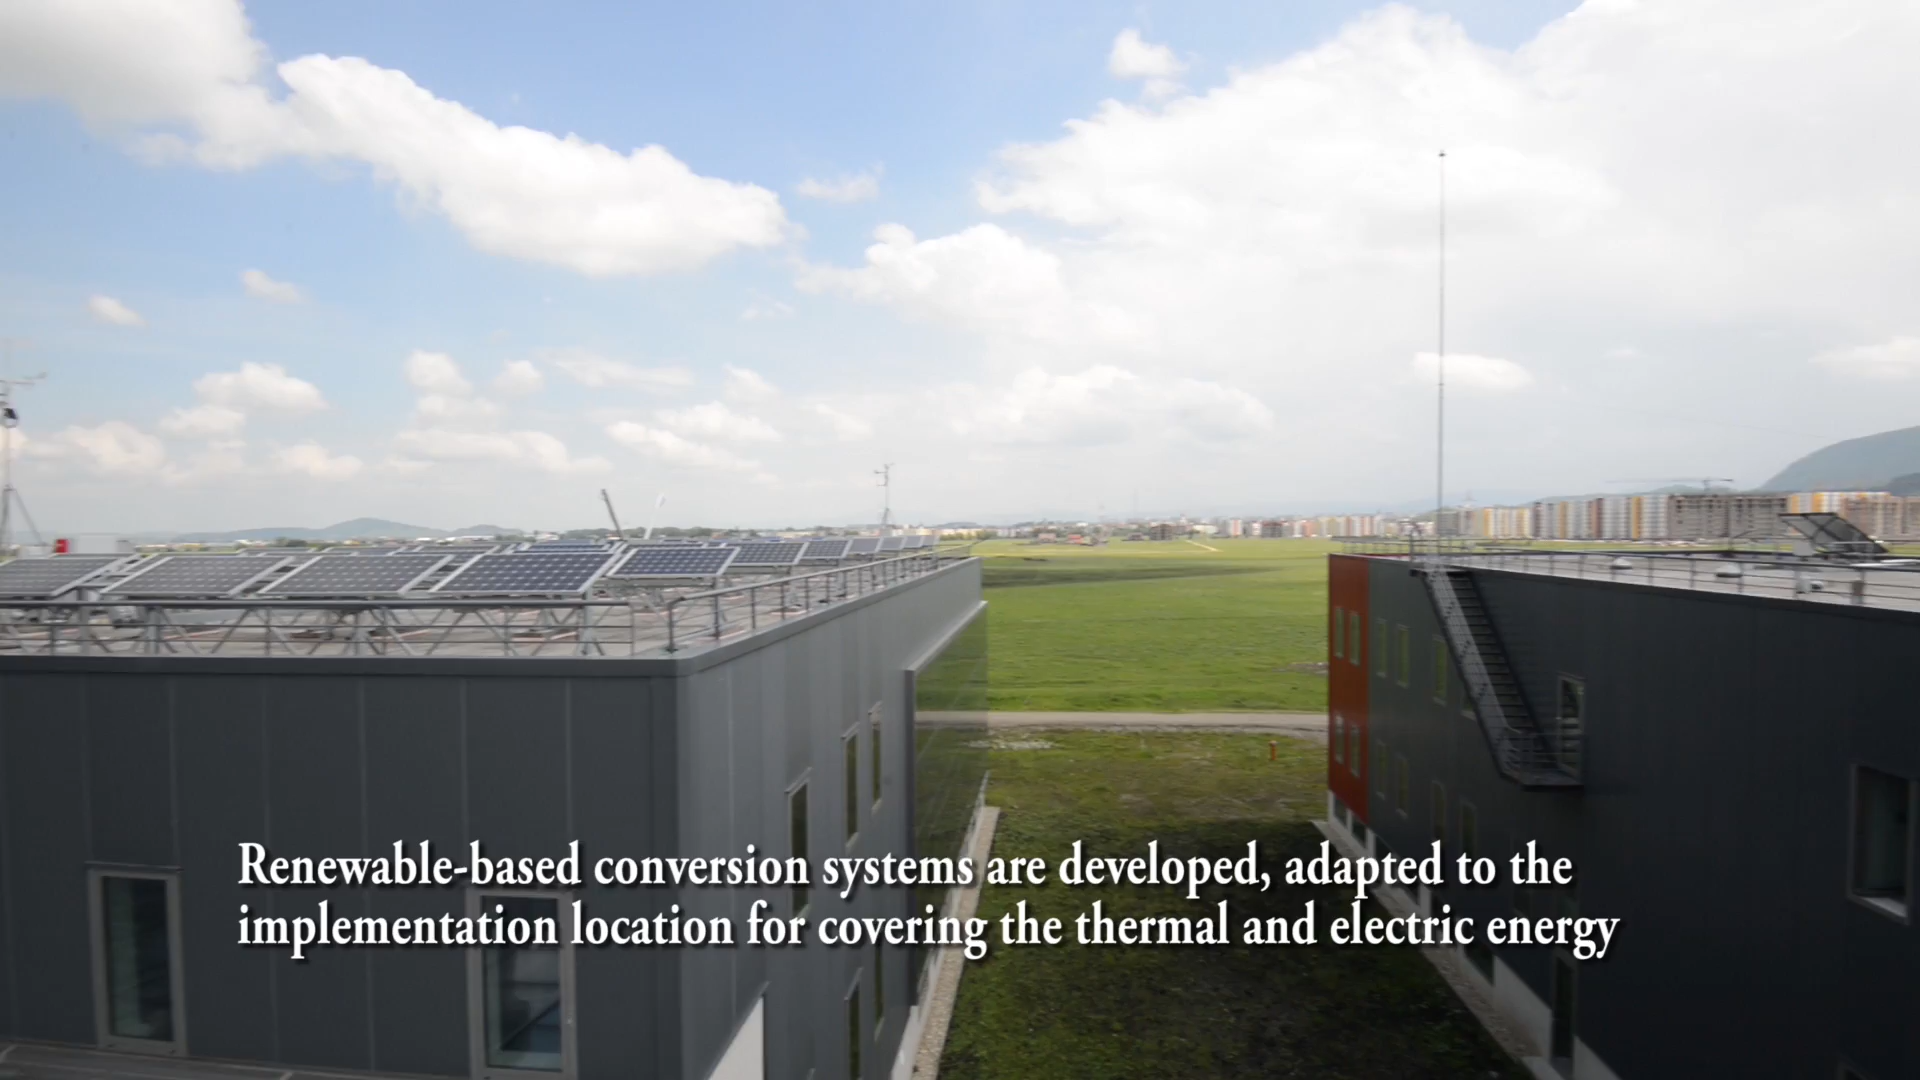 Renewable-based conversion systems are developed, adapted to the
implementation location for covering the thermal and electric energy